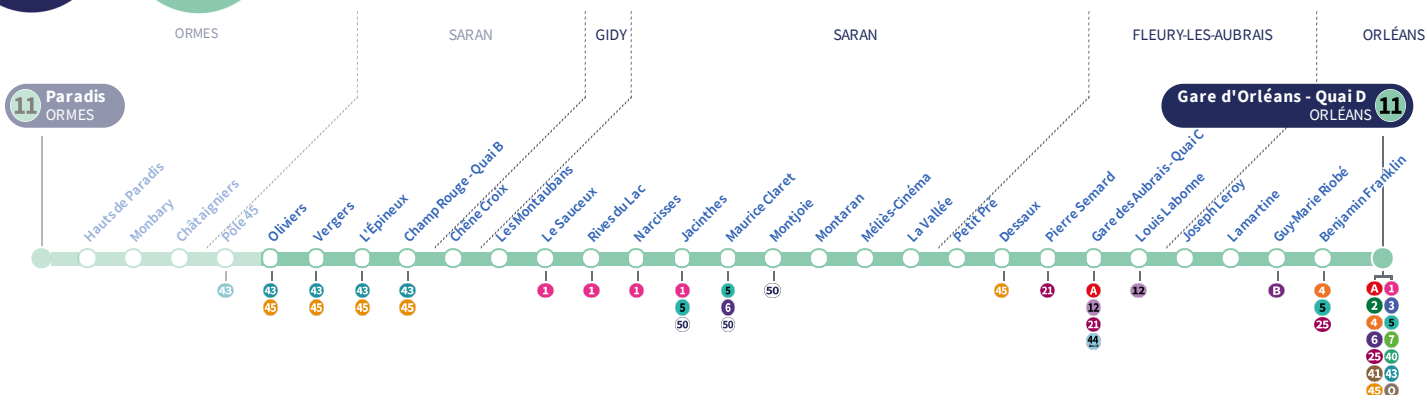 ORMES
SARAN
GIDY
SARAN
FLEURY-LES-AUBRAIS
ORLÉANS
11
Paradis
ORMES
Gare d'Orléans - Quai D
ORLÉANS
11
Hauts de Paradis
Monbary
Châtaigniers
Pôle 45
Oliviers
Vergers
L'Épineux
Champ Rouge - Quai B
Chêne Croix
Les Montaubans
Le Sauceux
Rives du Lac
Narcisses
Jacinthes
Maurice Claret
Montjoie
Montaran
Méliès-Cinéma
La Vallée
Petit Pré
Dessaux
Pierre Semard
Gare des Aubrais - Quai C
Louis Labonne
Joseph Leroy
Lamartine
Guy-Marie Riobé
Benjamin Franklin
43
43
45
43
45
43
45
43
45
1
1
1
1
5
50
5
6
50
50
45
21
A
12
21
44
12
B
4
5
25
A 1
2 3
4 5
6 7
25 40
41 43
45 O